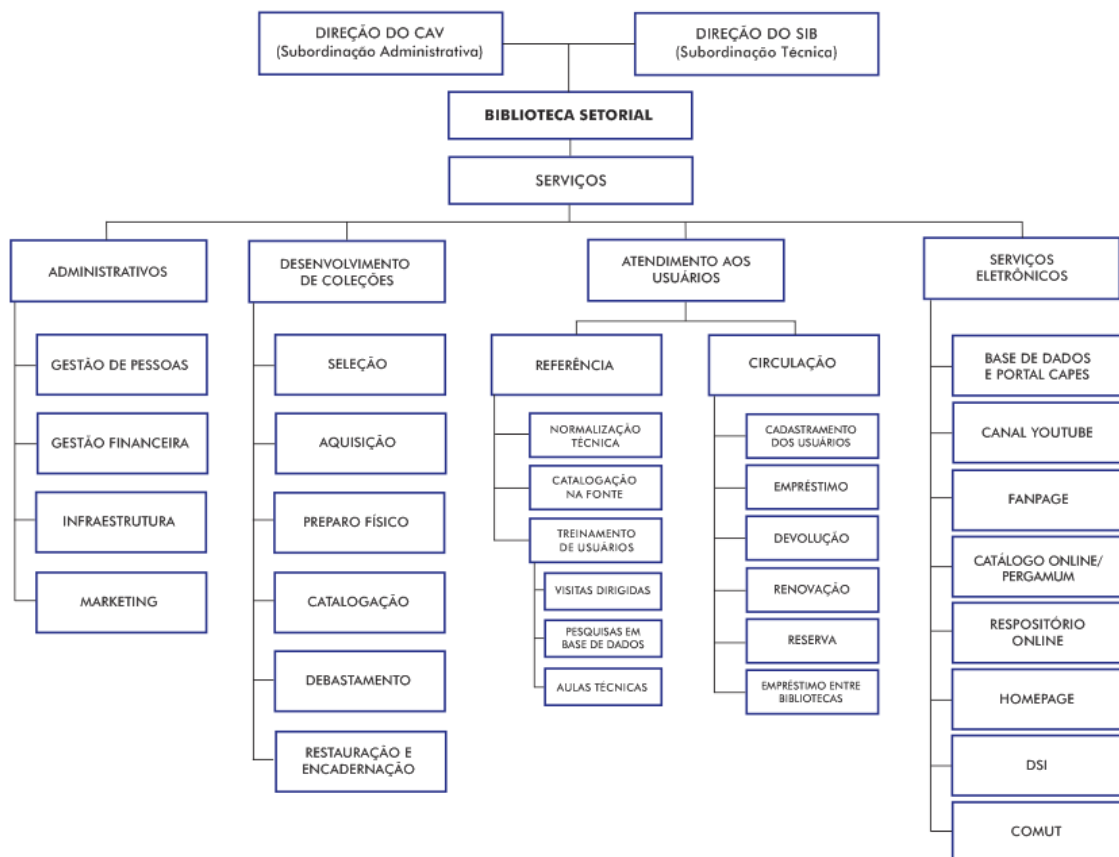 DIREÇÃO DO CAV
(Subordinação Administrativa)
DIREÇÃO DO SIB
(Subordinação Técnica)
BIBLIOTECA SETORIAL
SERVIÇOS
ADMINISTRATIVOS
GESTÃO DE PESSOAS
GESTÃO FINANCEIRA
INFRAESTRUTURA
MARKETING
DESENVOLVIMENTO
DE COLEÇÕES
SELEÇÃO
AQUISIÇÃO
PREPARO FÍSICO
CATALOGAÇÃO
DEBASTAMENTO
RESTAURAÇÃO E
ENCADERNAÇÃO
ATENDIMENTO AOS
USUÁRIOS
REFERÊNCIA
NORMALIZAÇÃO
TÉCNICA
CATALOGAÇÃO
NA FONTE
TREINAMENTO
DE USUÁRIOS
VISITAS DIRIGIDAS
PESQUISAS EM
BASE DE DADOS
AULAS TÉCNICAS
CIRCULAÇÃO
CADASTRAMENTO
DOS USUÁRIOS
EMPRÉSTIMO
DEVOLUÇÃO
RENOVAÇÃO
RESERVA
EMPRÉSTIMO ENTRE
BIBLIOTECAS
SERVIÇOS
ELETRÔNICOS
BASE DE DADOS
E PORTAL CAPES
CANAL YOUTUBE
FANPAGE
CATÁLOGO ONLINE/
PERGAMUM
RESPOSITÓRIO
ONLINE
HOMEPAGE
DSI
COMUT